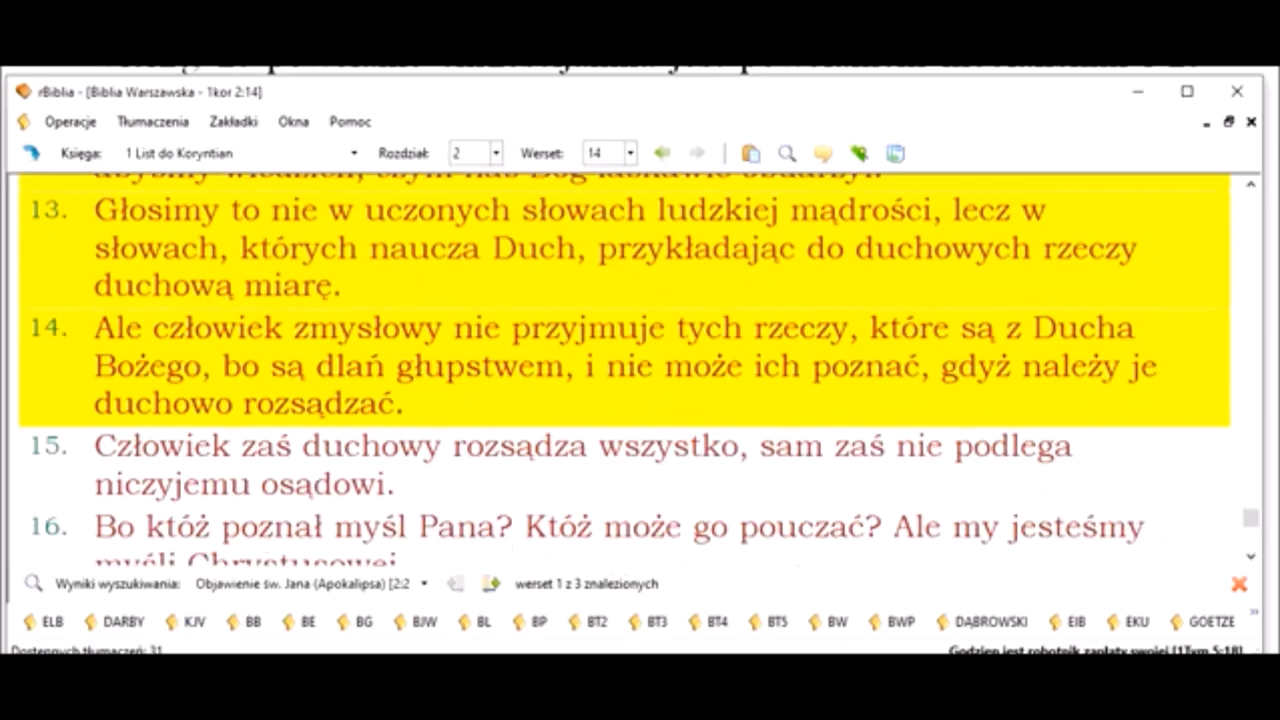 rBiblia - [Biblia Warszawska - 1kor 2:14]
Operacje Tłumaczenia Zakładki Okna Pomoc
Księga: 1 List do Koryntian Rozdział: 2 Werset: 14
13. Głosimy to nie w uczonych słowach ludzkiej mądrości, lecz w
słowach, których naucza Duch, przykładając do duchowych rzeczy
duchową miarę.
14. Ale człowiek zmysłowy nie przyjmuje tych rzeczy, które są z Ducha
Bożego, bo są dlań głupstwem, i nie może ich poznać, gdyż należy je
duchowo rozsądzać.
15. Człowiek zaś duchowy rozsądza wszystko, sam zaś nie podlega
niczyjemu osądowi.
16. Bo któż poznał myśl Pana? Któż może go pouczać? Ale my jesteśmy
myśli Chrystusowej
Wyniki wyszukiwania: Objawienie św. Jana (Apokalipsa) [2:2 werset 1 z 3 znalezionych
ELB DARBY KJV BB BE BG BJW BL BP BT2 BT3 BT4 BT5 BW BWP DĄBROWSKI EIB EKU GOETZE
Dostępnych tłumaczeń: 31 Godzien jest robotnik zapłaty swojej [1Tym 5:18]